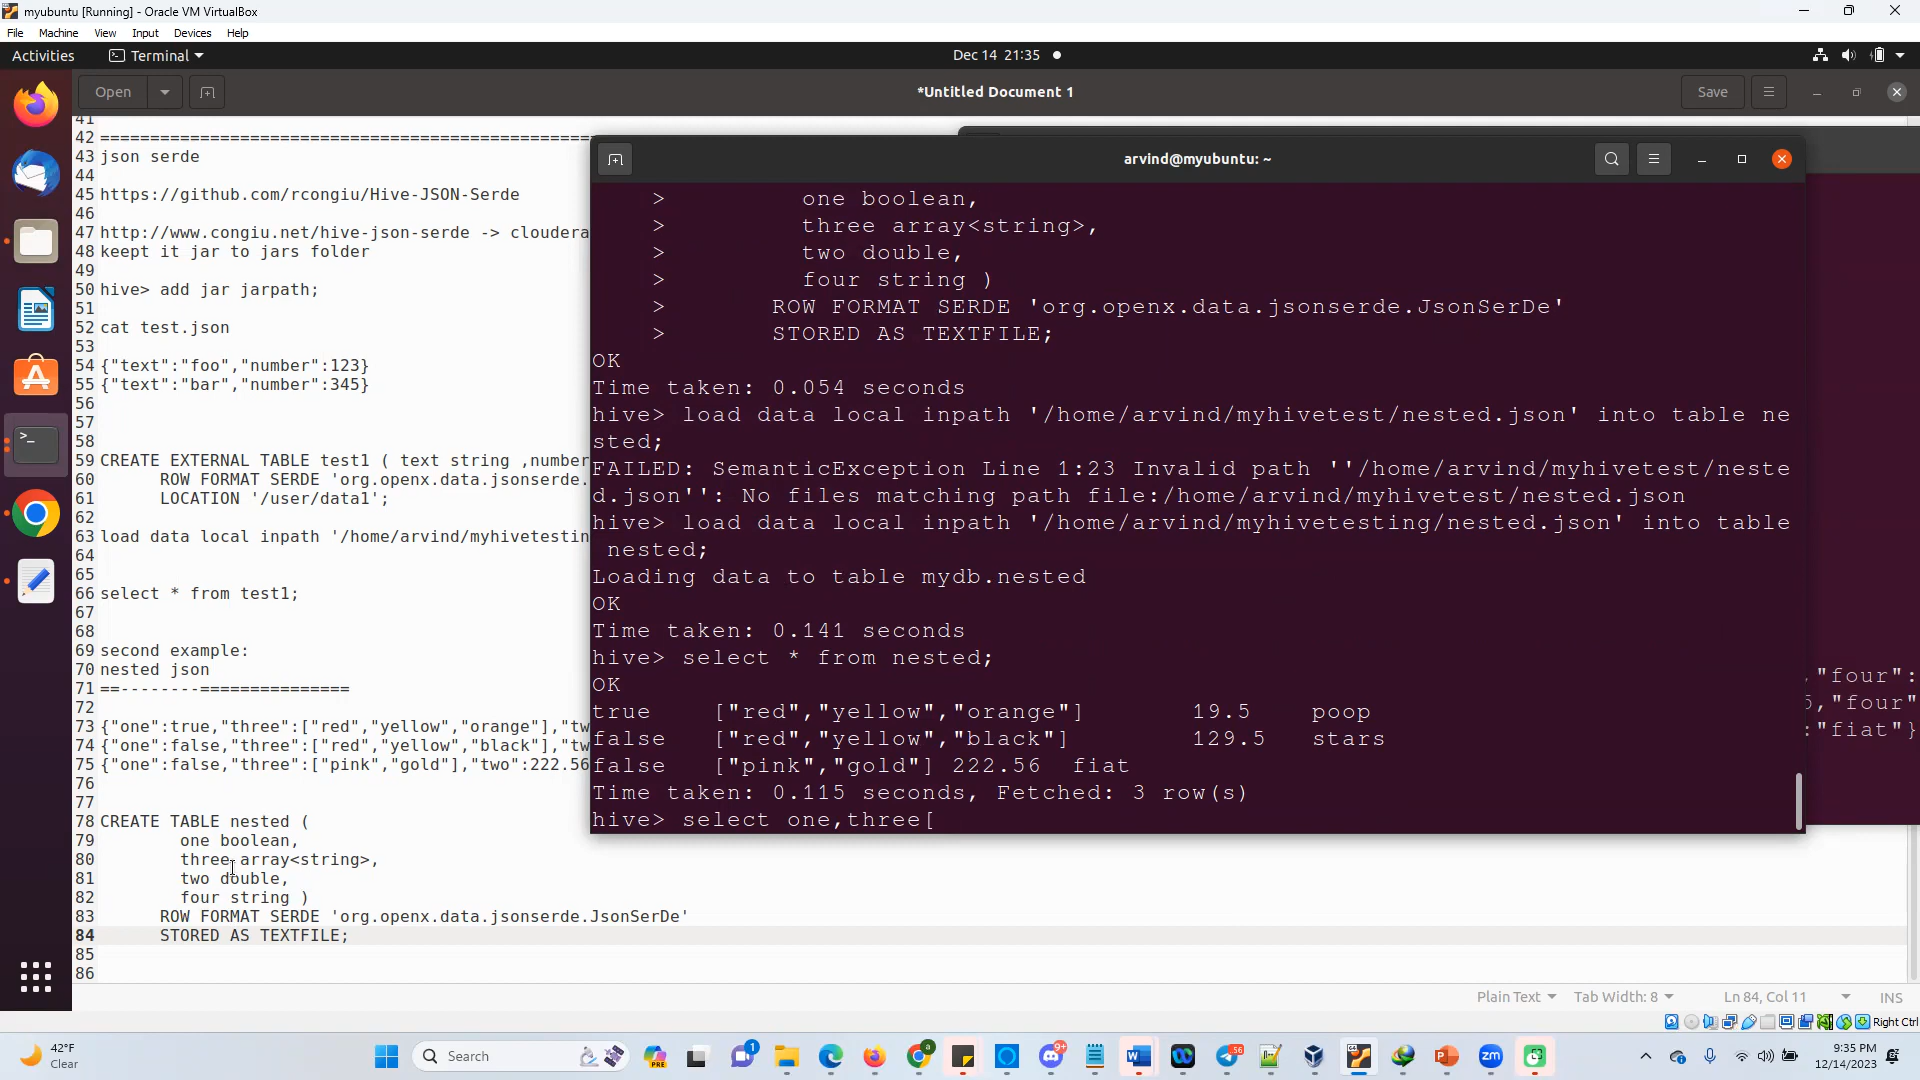 myubuntu [Running] - Oracle VM VirtualBox
File Machine View Input Devices Help
Activities Terminal Dec 14 21:35
Open *Untitled Document 1 Save
41
42 ==================================================
43 json serde
44
45 https://github.com/rcongiu/Hive-JSON-Serde
46
47 http://www.congiu.net/hive-json-serde -> cloudera
48 keept it jar to jars folder
49
50 hive> add jar jarpath;
51
52 cat test.json
53
54 {"text":"foo","number":123}
55 {"text":"bar","number":345}
56
57
58
59 CREATE EXTERNAL TABLE test1 ( text string ,number
60 ROW FORMAT SERDE 'org.openx.data.jsonserde.
61 LOCATION '/user/data1';
62
63 load data local inpath '/home/arvind/myhivetestin
64
65
66 select * from test1;
67
68
69 second example:
70 nested json
71 ==--------===============
72
73 {"one":true,"three":["red","yellow","orange"],"tw
74 {"one":false,"three":["red","yellow","black"],"tw
75 {"one":false,"three":["pink","gold"],"two":222.56
76
77
78 CREATE TABLE nested (
79 one boolean,
80 three array<string>,
81 two double,
82 four string )
83 ROW FORMAT SERDE 'org.openx.data.jsonserde.JsonSerDe'
84 STORED AS TEXTFILE;
85
86
arvind@myubuntu: ~
> one boolean,
> three array<string>,
> two double,
> four string )
> ROW FORMAT SERDE 'org.openx.data.jsonserde.JsonSerDe'
> STORED AS TEXTFILE;
OK
Time taken: 0.054 seconds
hive> load data local inpath '/home/arvind/myhivetest/nested.json' into table ne
sted;
FAILED: SemanticException Line 1:23 Invalid path ''/home/arvind/myhivetest/neste
d.json'': No files matching path file:/home/arvind/myhivetest/nested.json
hive> load data local inpath '/home/arvind/myhivetesting/nested.json' into table
nested;
Loading data to table mydb.nested
OK
Time taken: 0.141 seconds
hive> select * from nested;
OK
true ["red","yellow","orange"] 19.5 poop
false ["red","yellow","black"] 129.5 stars
false ["pink","gold"] 222.56 fiat
Time taken: 0.115 seconds, Fetched: 3 row(s)
hive> select one,three[
,"four":
5,"four"
:"fiat"}
Plain Text Tab Width: 8 Ln 84, Col 11 INS
Right Ctrl
42°F
Clear
Search
9:35 PM
12/14/2023